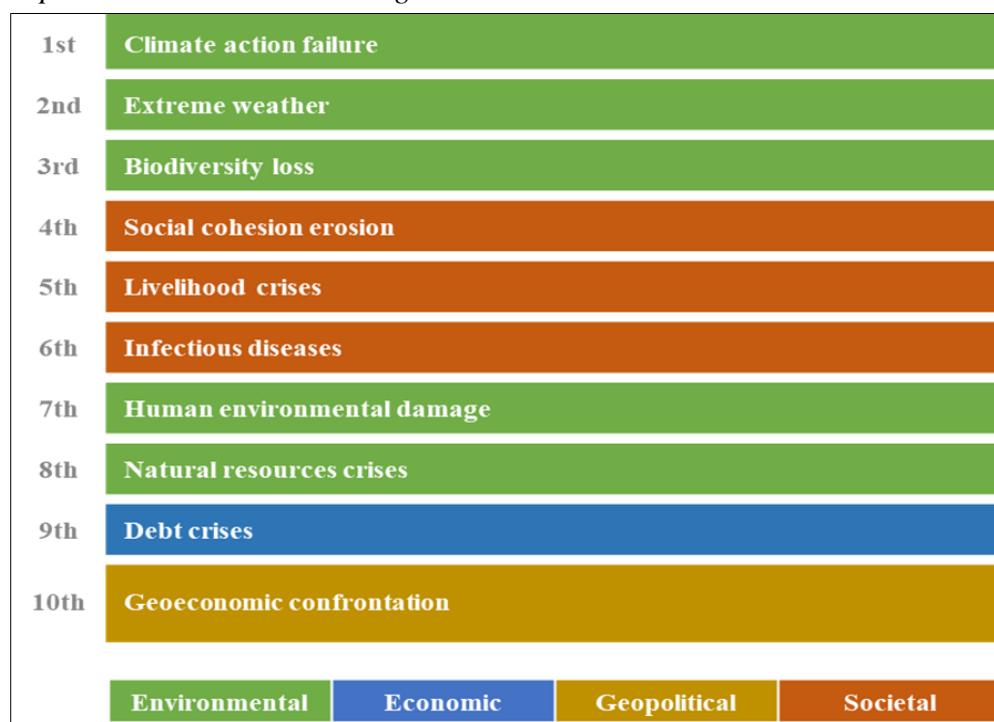 1st Climate action failure
2nd Extreme weather
3rd Biodiversity loss
4th Social cohesion erosion
5th Livelihood crises
6th Infectious diseases
7th Human environmental damage
8th Natural resources crises
9th Debt crises
10th Geoeconomic confrontation
Environmental Economic Geopolitical Societal